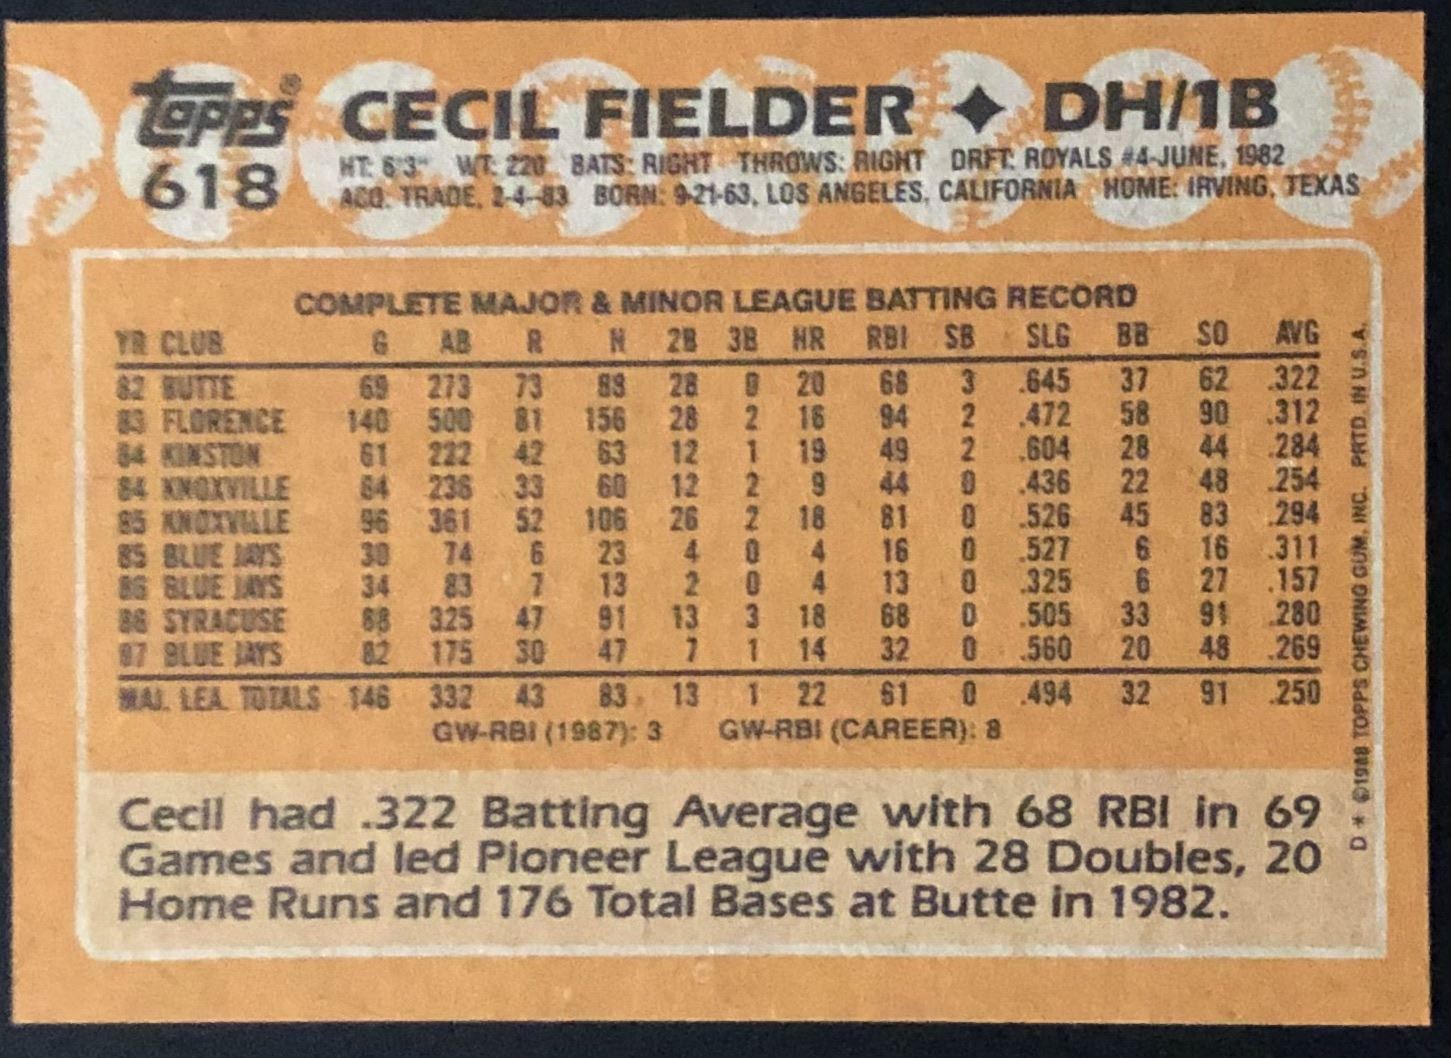 topps® CECIL FIELDER ✦ DH/1B
618 HT: 6'3" WT: 220 BATS: RIGHT THROWS: RIGHT DRFT: ROYALS #4-JUNE, 1982
ACQ: TRADE, 2-4-83 BORN: 9-21-63, LOS ANGELES, CALIFORNIA HOME: IRVING, TEXAS
COMPLETE MAJOR & MINOR LEAGUE BATTING RECORD
YR CLUB G AB R H 2B 3B HR RBI SB SLG BB SO AVG
82 BUTTE 69 273 73 88 28 0 20 68 3 .645 37 62 .322
83 FLORENCE 140 500 81 156 28 2 16 94 2 .472 58 90 .312
84 KINSTON 61 222 42 63 12 1 19 49 2 .604 28 44 .284
84 KNOXVILLE 64 236 33 60 12 2 9 44 0 .436 22 48 .254
85 KNOXVILLE 96 361 52 106 26 2 18 81 0 .526 45 83 .294
85 BLUE JAYS 30 74 6 23 4 0 4 16 0 .527 6 16 .311
86 BLUE JAYS 34 83 7 13 2 0 4 13 0 .325 6 27 .157
86 SYRACUSE 88 325 47 91 13 3 18 68 0 .505 33 91 .280
87 BLUE JAYS 82 175 30 47 7 1 14 32 0 .560 20 48 .269
MAJ. LEA. TOTALS 146 332 43 83 13 1 22 61 0 .494 32 91 .250
GW-RBI (1987): 3 GW-RBI (CAREER): 8
Cecil had .322 Batting Average with 68 RBI in 69
Games and led Pioneer League with 28 Doubles, 20
Home Runs and 176 Total Bases at Butte in 1982.
D * ©1988 TOPPS CHEWING GUM, INC. PRTD. IN U.S.A.